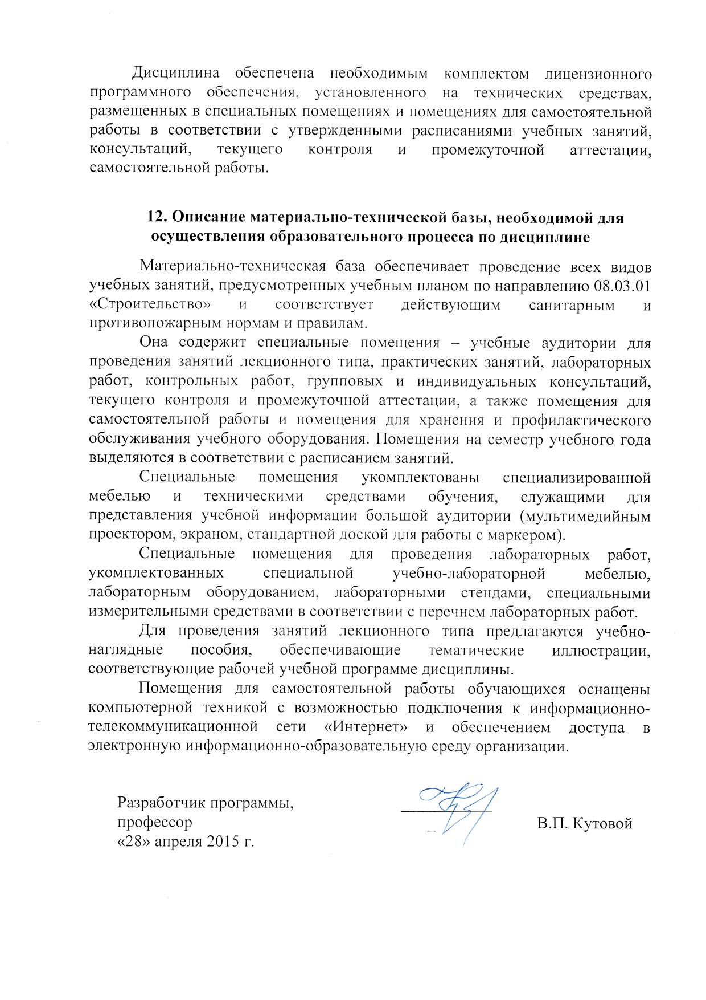 Дисциплина обеспечена необходимым комплектом лицензионного
программного обеспечения, установленного на технических средствах,
размещенных в специальных помещениях и помещениях для самостоятельной
работы в соответствии с утвержденными расписаниями учебных занятий,
консультаций, текущего контроля и промежуточной аттестации,
самостоятельной работы.
12. Описание материально-технической базы, необходимой для
осуществления образовательного процесса по дисциплине
Материально-техническая база обеспечивает проведение всех видов
учебных занятий, предусмотренных учебным планом по направлению 08.03.01
«Строительство» и соответствует действующим санитарным и
противопожарным нормам и правилам.
Она содержит специальные помещения – учебные аудитории для
проведения занятий лекционного типа, практических занятий, лабораторных
работ, контрольных работ, групповых и индивидуальных консультаций,
текущего контроля и промежуточной аттестации, а также помещения для
самостоятельной работы и помещения для хранения и профилактического
обслуживания учебного оборудования. Помещения на семестр учебного года
выделяются в соответствии с расписанием занятий.
Специальные помещения укомплектованы специализированной
мебелью и техническими средствами обучения, служащими для
представления учебной информации большой аудитории (мультимедийным
проектором, экраном, стандартной доской для работы с маркером).
Специальные помещения для проведения лабораторных работ,
укомплектованных специальной учебно-лабораторной мебелью,
лабораторным оборудованием, лабораторными стендами, специальными
измерительными средствами в соответствии с перечнем лабораторных работ.
Для проведения занятий лекционного типа предлагаются учебно-
наглядные пособия, обеспечивающие тематические иллюстрации,
соответствующие рабочей учебной программе дисциплины.
Помещения для самостоятельной работы обучающихся оснащены
компьютерной техникой с возможностью подключения к информационно-
телекоммуникационной сети «Интернет» и обеспечением доступа в
электронную информационно-образовательную среду организации.
Разработчик программы,
профессор В.П. Кутовой
«28» апреля 2015 г.